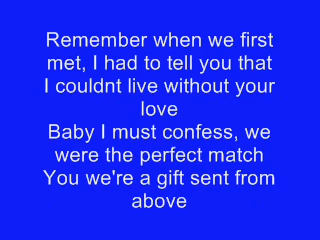 Remember when we first
met, I had to tell you that
I couldnt live without your
love
Baby I must confess, we
were the perfect match
You we're a gift sent from
above